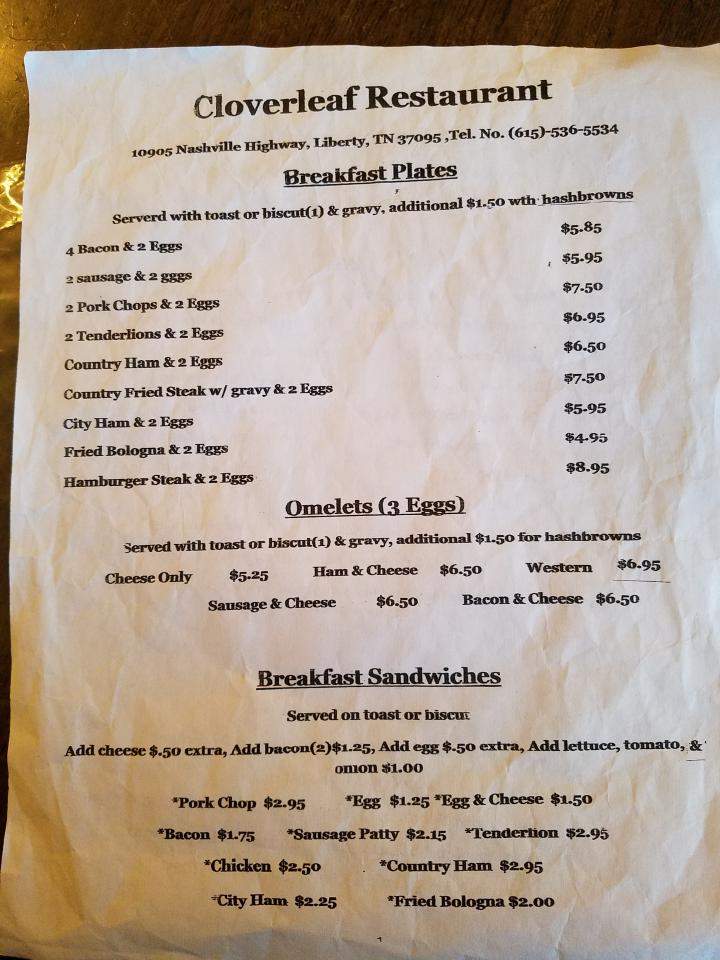 Cloverleaf Restaurant
10905 Nashville Highway, Liberty, TN 37095 ,Tel. No. (615)-536-5534
Breakfast Plates
Serverd with toast or biscut(1) & gravy, additional $1.50 wth hashbrowns
4 Bacon & 2 Eggs $5.85
2 sausage & 2 gggs $5.95
2 Pork Chops & 2 Eggs $7.50
2 Tenderlions & 2 Eggs $6.95
Country Ham & 2 Eggs $6.50
Country Fried Steak w/ gravy & 2 Eggs $7.50
City Ham & 2 Eggs $5.95
Fried Bologna & 2 Eggs $4.95
Hamburger Steak & 2 Eggs $8.95
Omelets (3 Eggs)
Served with toast or biscut(1) & gravy, additional $1.50 for hashbrowns
Cheese Only $5.25 Ham & Cheese $6.50 Western $6.95
Sausage & Cheese $6.50 Bacon & Cheese $6.50
Breakfast Sandwiches
Served on toast or biscut
Add cheese $.50 extra, Add bacon(2)$1.25, Add egg $.50 extra, Add lettuce, tomato, &
onion $1.00
*Pork Chop $2.95 *Egg $1.25 *Egg & Cheese $1.50
*Bacon $1.75 *Sausage Patty $2.15 *Tenderlion $2.95
*Chicken $2.50 *Country Ham $2.95
*City Ham $2.25 *Fried Bologna $2.00
1